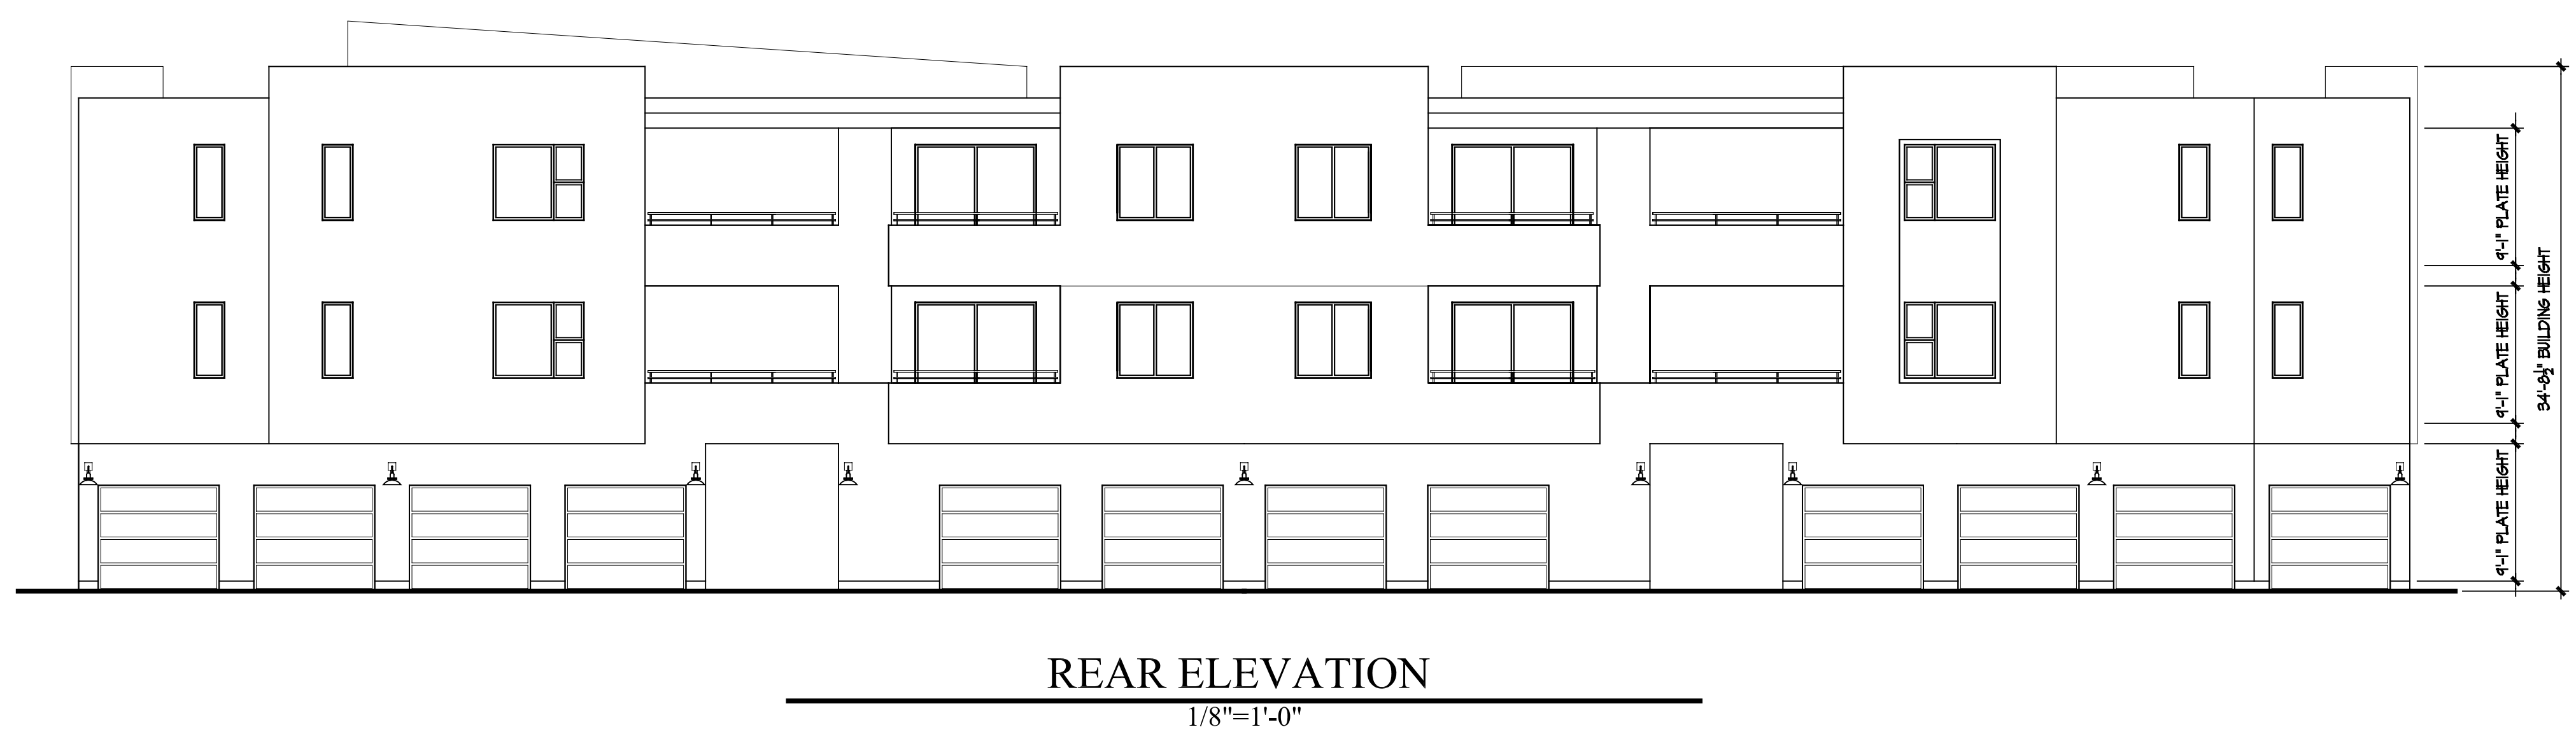 9'-1" PLATE HEIGHT
9'-1" PLATE HEIGHT
9'-1" PLATE HEIGHT
34'-8½" BUILDING HEIGHT
REAR ELEVATION
1/8"=1'-0"